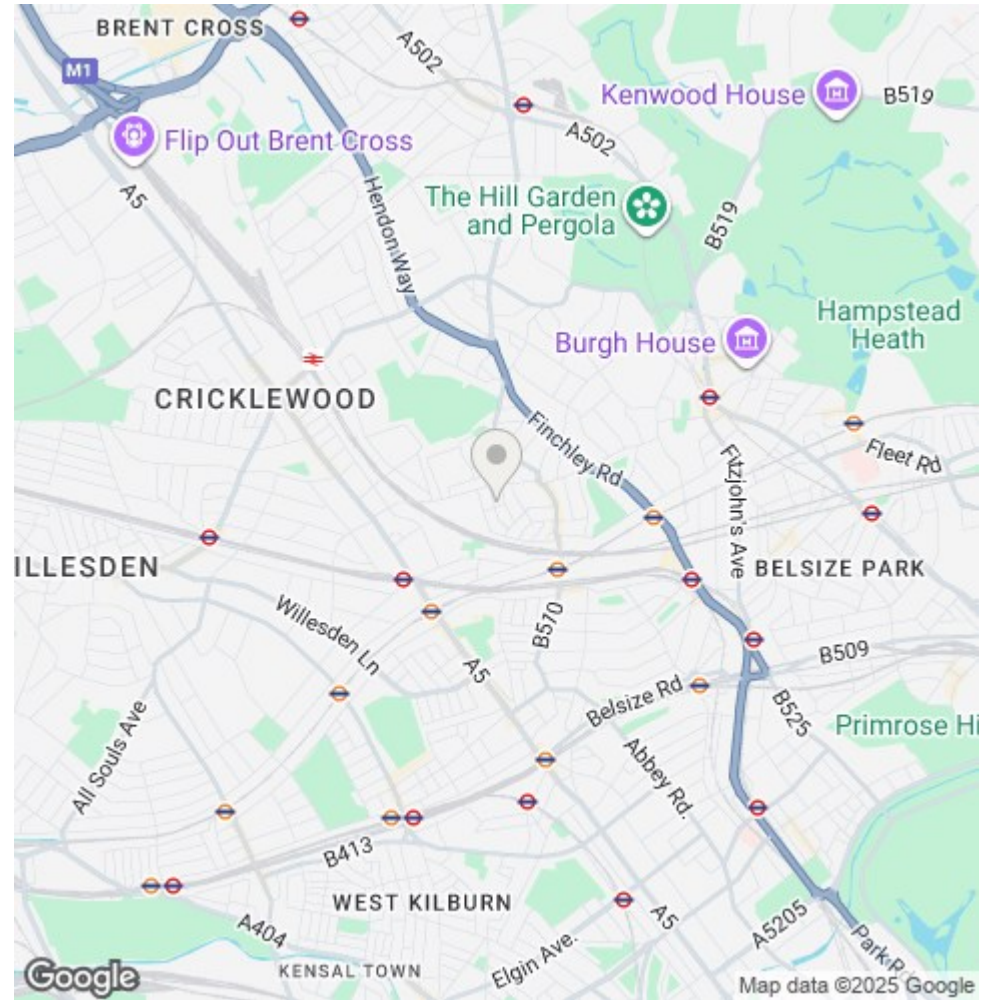 BRENT CROSS
A502
M1
Kenwood House
B519
Flip Out Brent Cross
A502
A5
The Hill Garden
and Pergola
B519
Hendon Way
Hampstead
Heath
Burgh House
CRICKLEWOOD
Finchley Rd
Fleet Rd
Fitzjohn's Ave
ILLESDEN
BELSIZE PARK
Willesden Ln
B510
B509
A5
Belsize Rd
B525
All Souls Ave
Abbey Rd.
Primrose Hi
B413
WEST KILBURN
A5
A404
A5205
Elgin Ave.
Park R
KENSAL TOWN
Google
Map data ©2025 Google